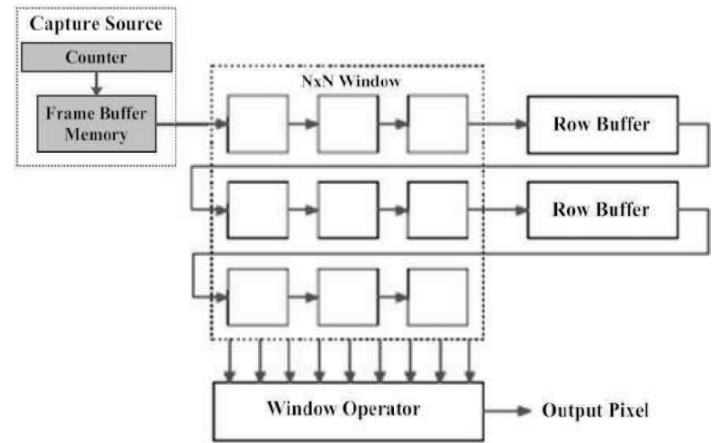 Capture Source
Counter
Frame Buffer
Memory
NxN Window
Row Buffer
Row Buffer
Window Operator
Output Pixel